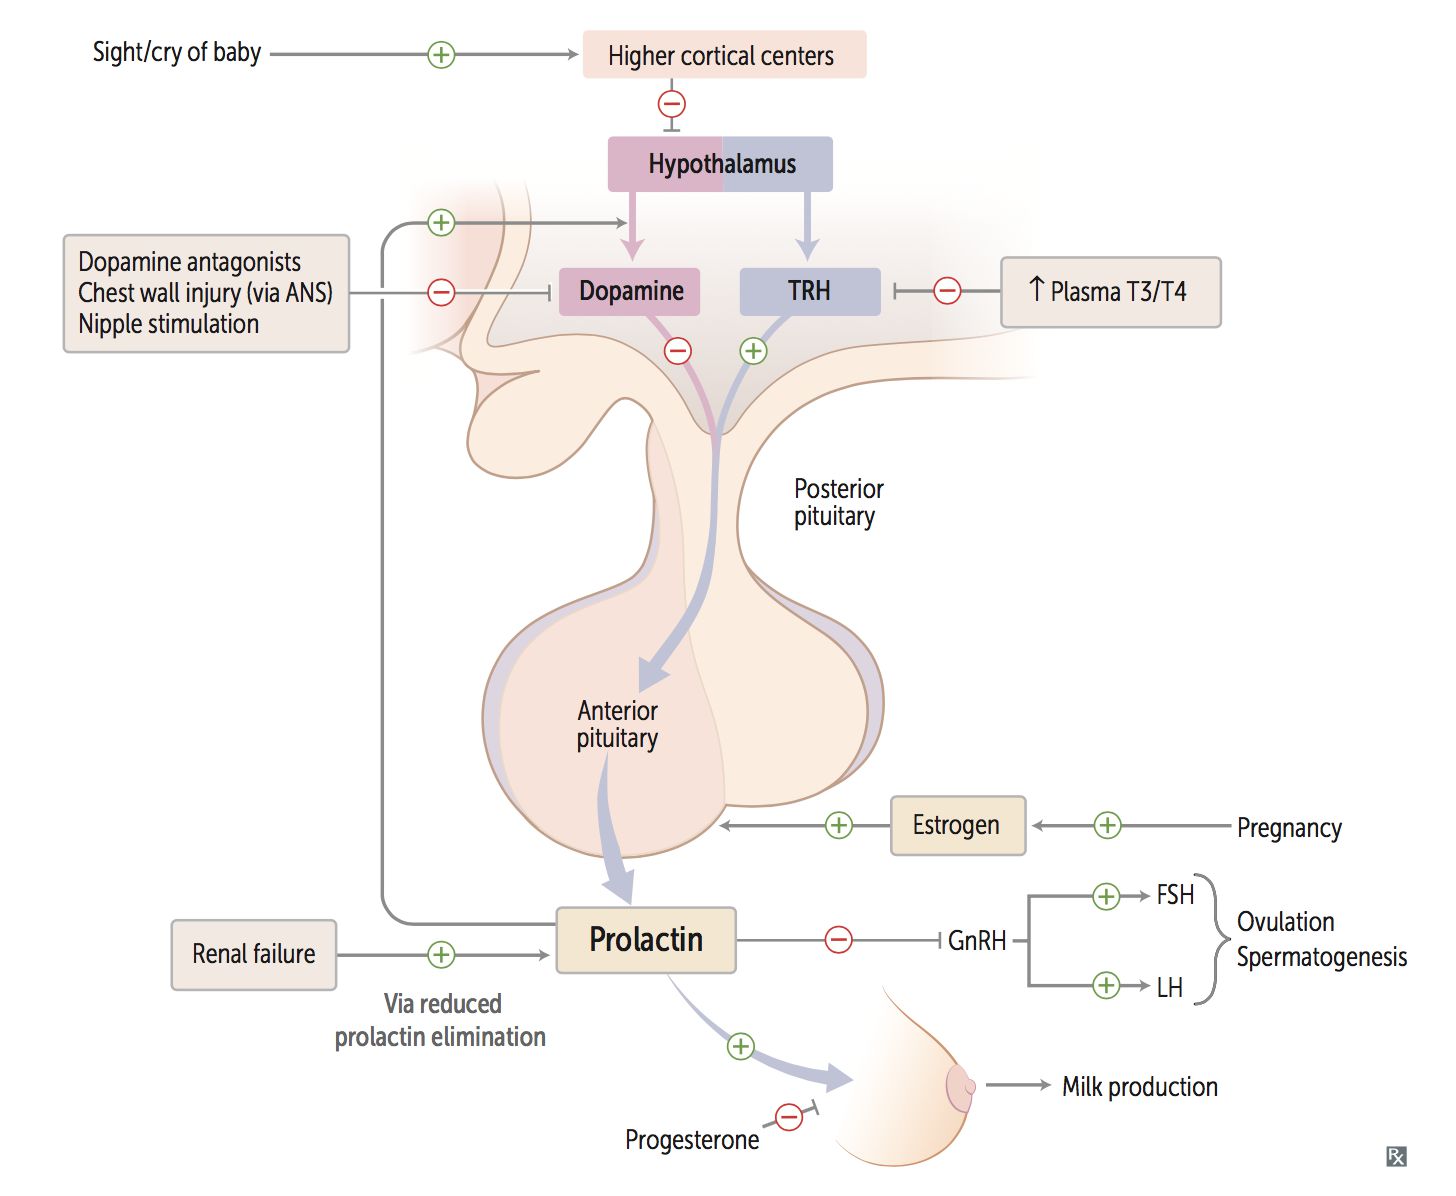 Sight/cry of baby
Higher cortical centers
Hypothalamus
Dopamine antagonists
Chest wall injury (via ANS)
Nipple stimulation
Dopamine
TRH
↑ Plasma T3/T4
Posterior
pituitary
Anterior
pituitary
Estrogen
Pregnancy
Renal failure
Prolactin
GnRH
FSH
LH
Ovulation
Spermatogenesis
Via reduced
prolactin elimination
Milk production
Progesterone
Rx